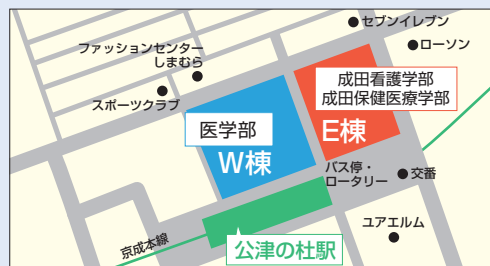 セブンイレブン
ローソン
ファッションセンター
しまむら
スポーツクラブ
成田看護学部
成田保健医療学部
E棟
医学部
W棟
バス停・
ロータリー
交番
ユアエルム
京成本線
公津の杜駅